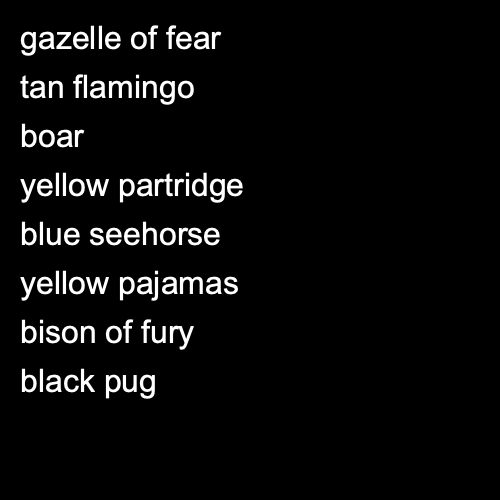 gazelle of fear
tan flamingo
boar
yellow partridge
blue seehorse
yellow pajamas
bison of fury
black pug